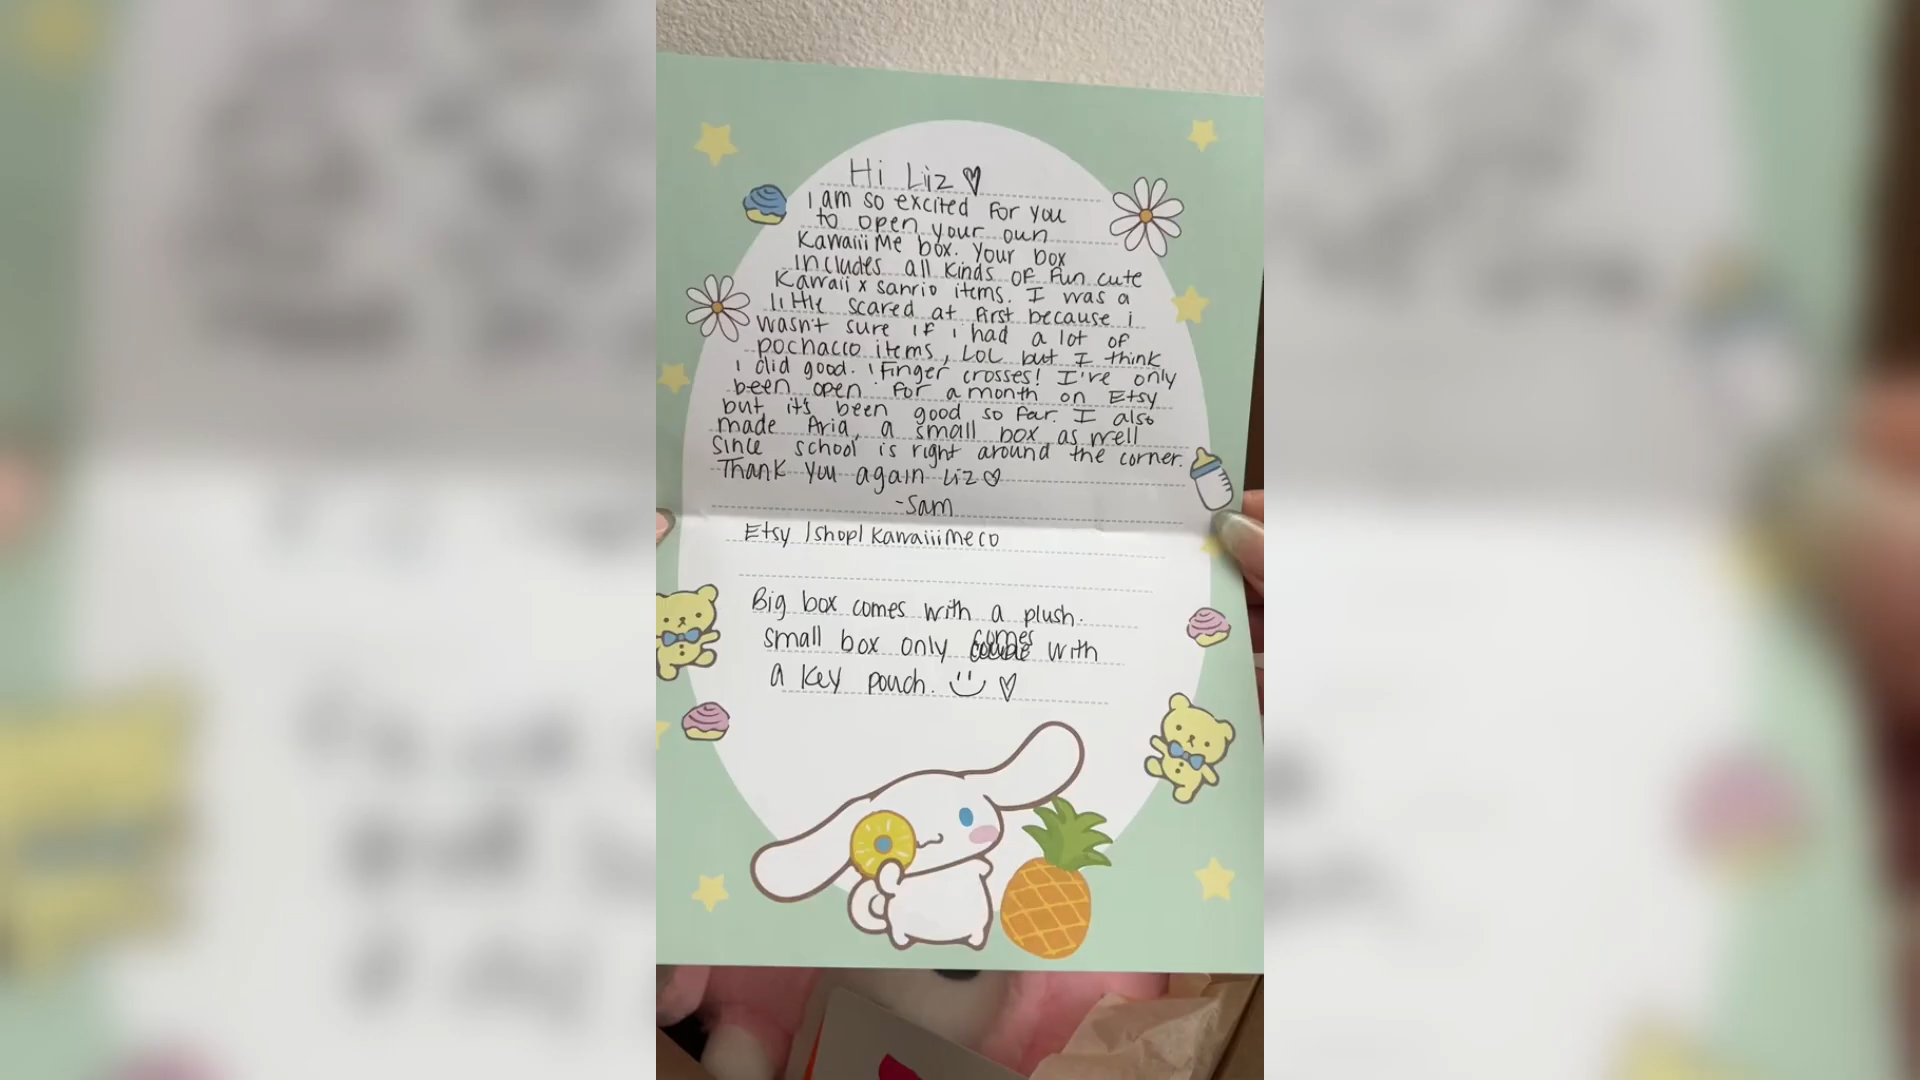 Hi Liz ♡
I am so excited for you
to open your own
Kawaiii Me box. Your box
includes all kinds of fun cute
Kawaii x sanrio items. I was a
little scared at first because i
wasn't sure if i had a lot of
pochacco items, LOL but I think
I did good. !Finger crosses! I've only
been open for a month on Etsy
but it's been good so far. I also
made Aria, a small box as well
since school is right around the corner.
Thank you again Liz ♡
-Sam
Etsy /shop/ Kawaiiimeco
Big box comes with a plush.
small box only comes with
a key pouch. :) ♡